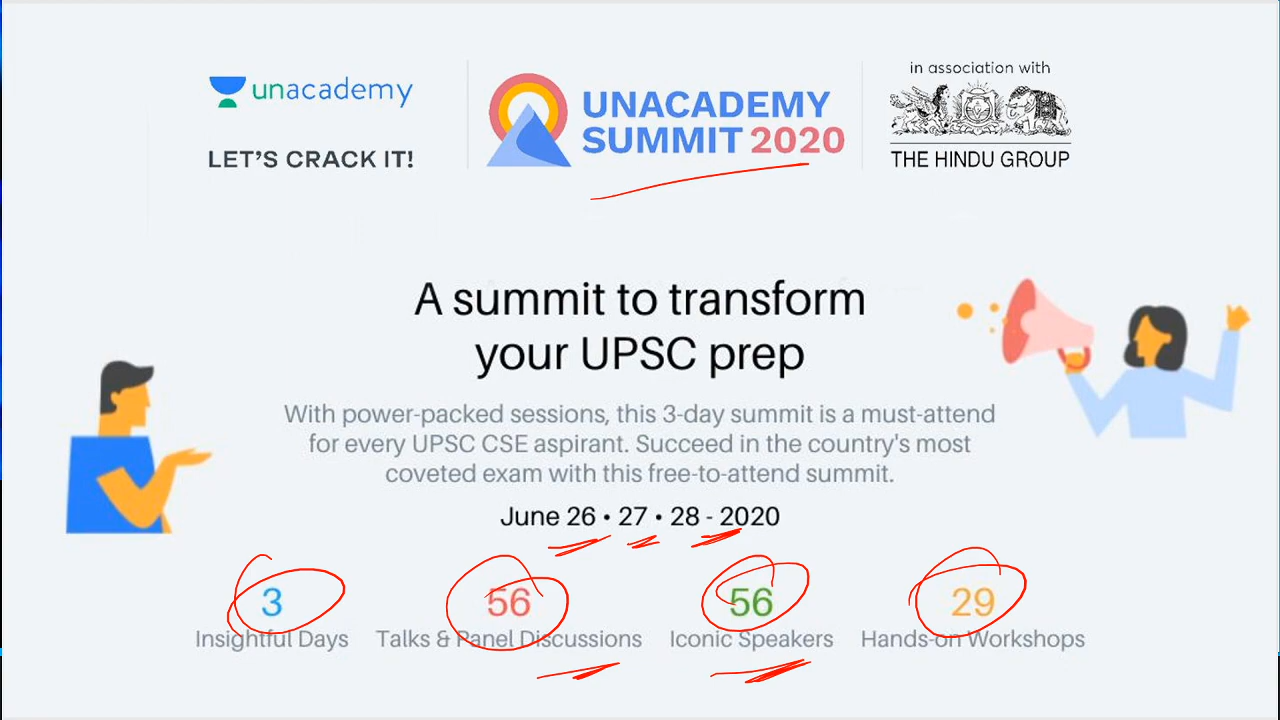 unacademy
LET'S CRACK IT!
UNACADEMY
SUMMIT 2020
in association with
THE HINDU GROUP
A summit to transform
your UPSC prep
With power-packed sessions, this 3-day summit is a must-attend
for every UPSC CSE aspirant. Succeed in the country's most
coveted exam with this free-to-attend summit.
June 26 • 27 • 28 - 2020
3 56 56 29
Insightful Days Talks & Panel Discussions Iconic Speakers Hands-on Workshops